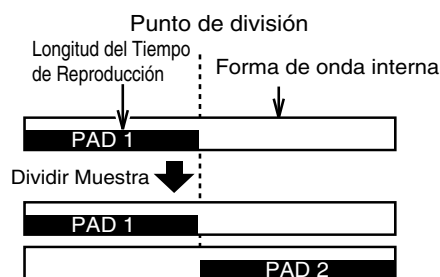 Punto de división
Longitud del Tiempo
de Reproducción
Forma de onda interna
PAD 1
Dividir Muestra
PAD 1
PAD 2